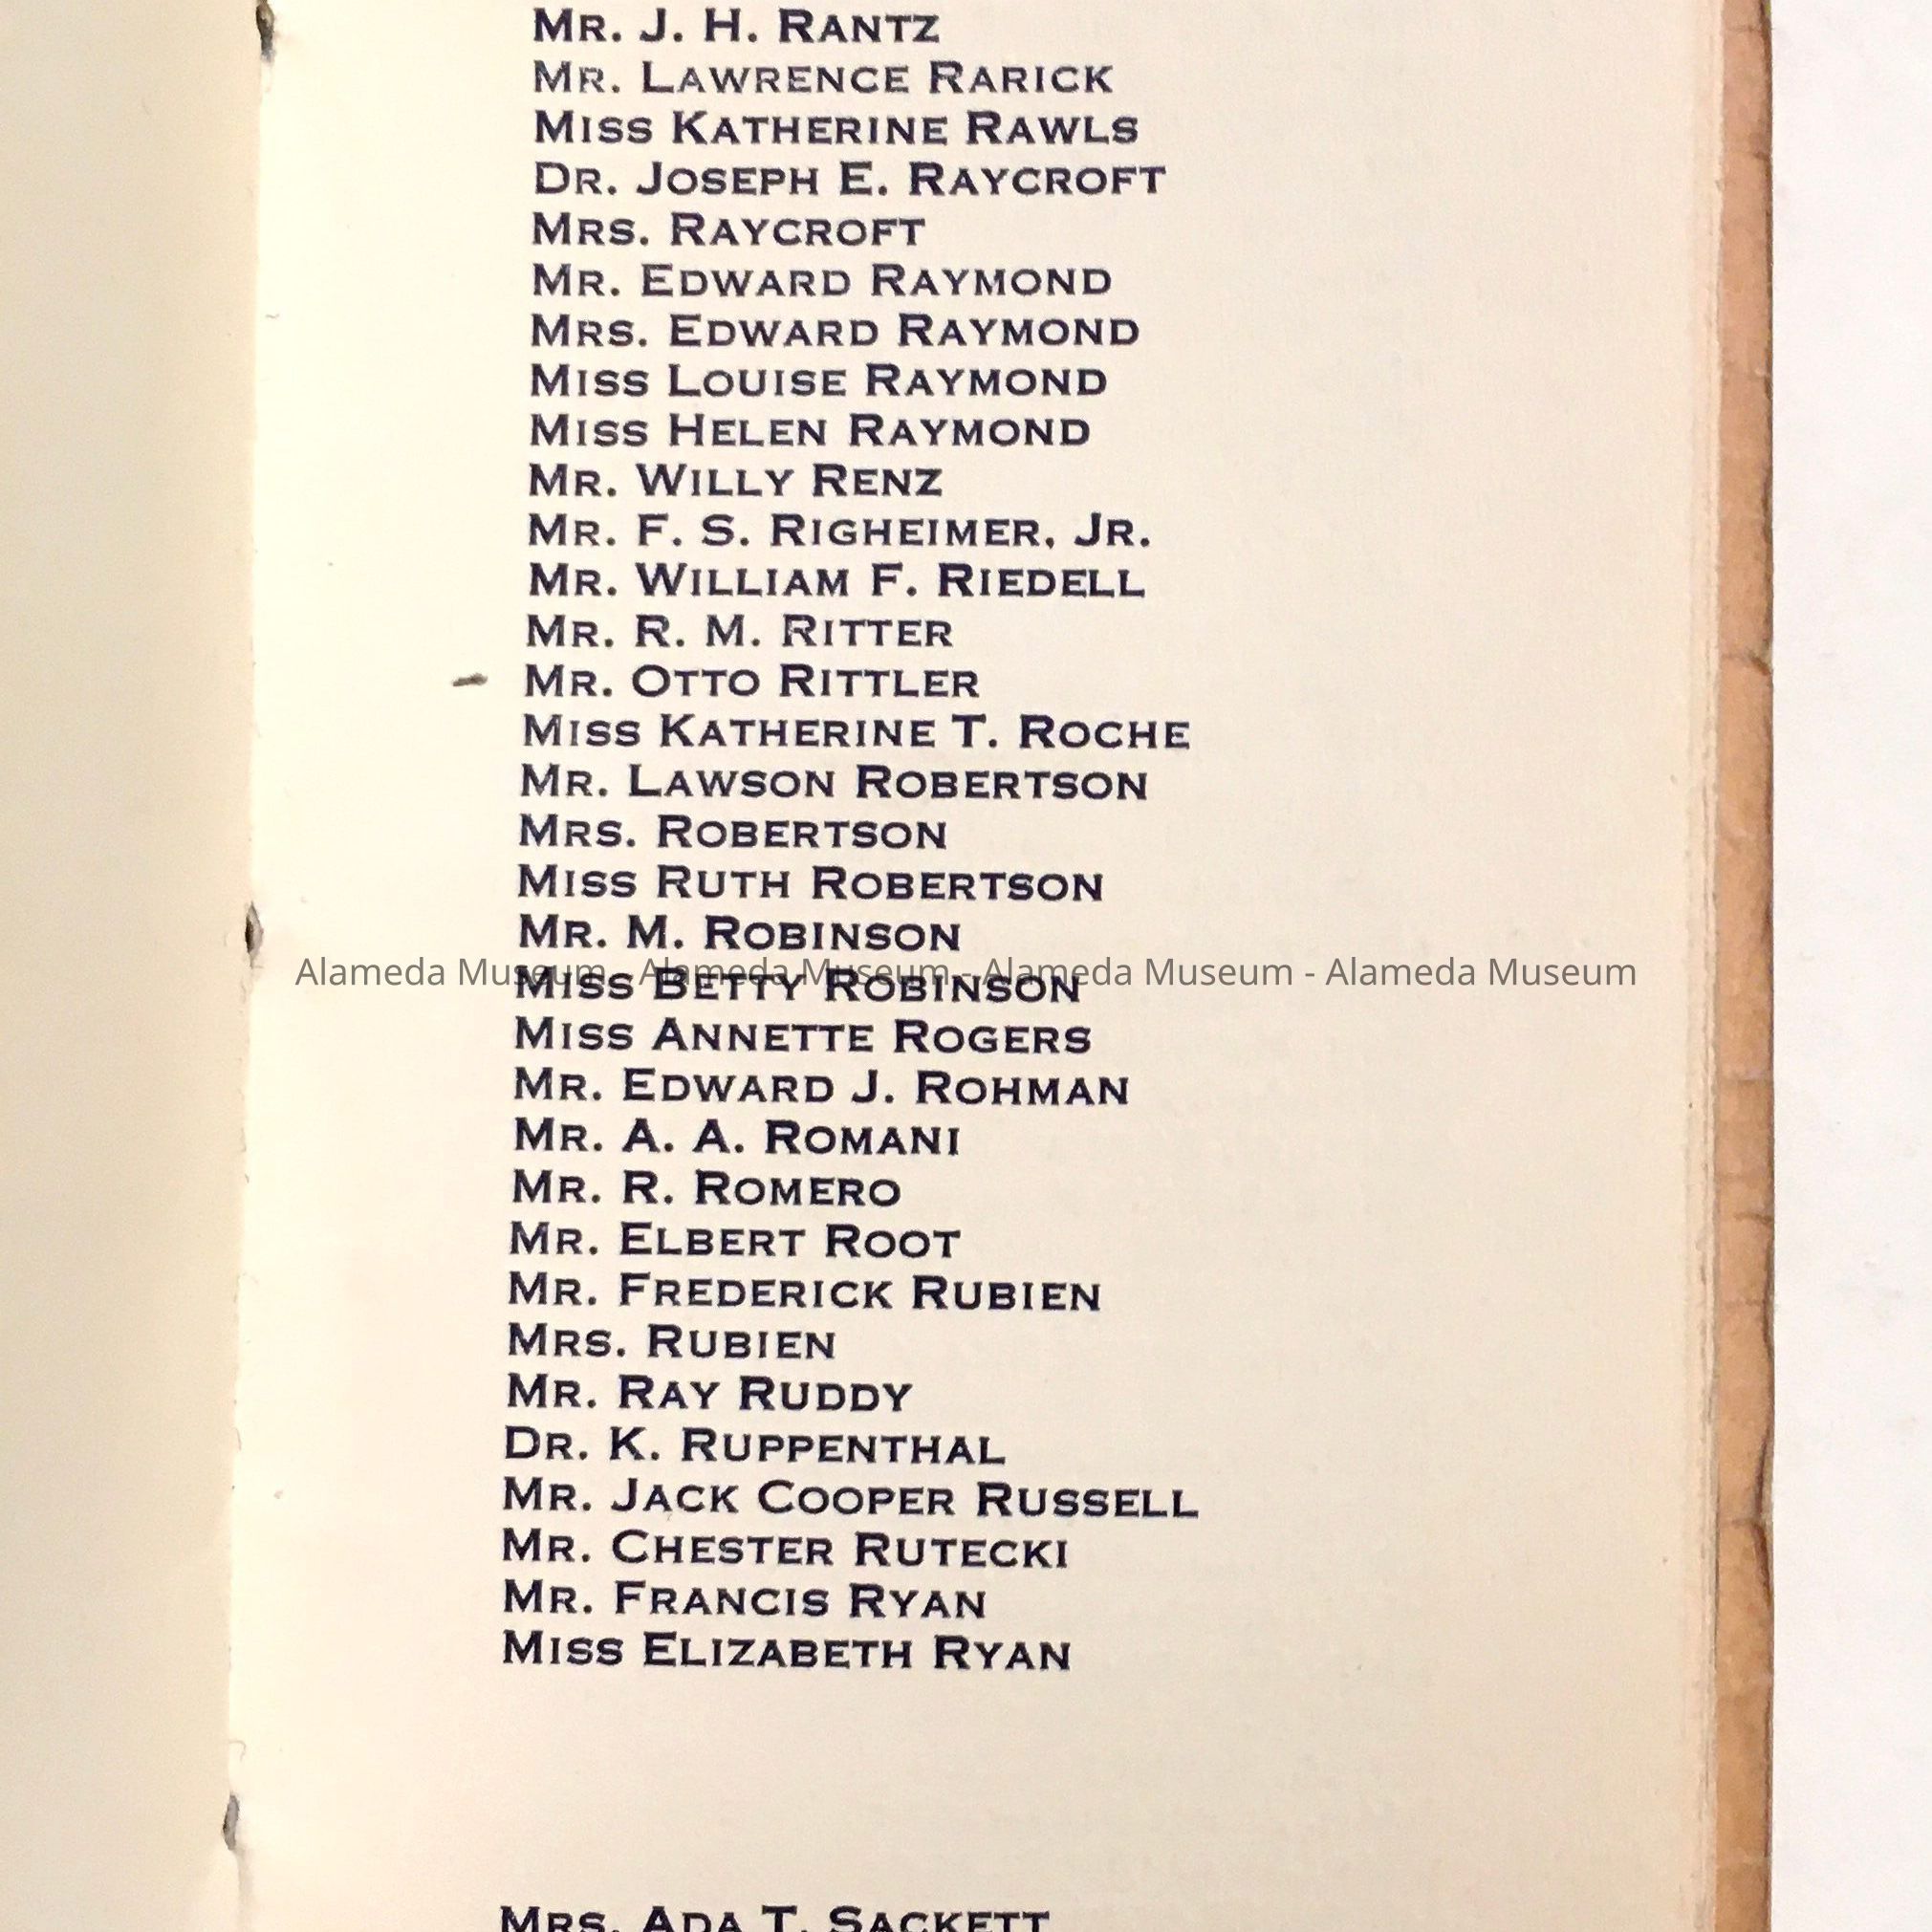 MR. J. H. RANTZ
MR. LAWRENCE RARICK
MISS KATHERINE RAWLS
DR. JOSEPH E. RAYCROFT
MRS. RAYCROFT
MR. EDWARD RAYMOND
MRS. EDWARD RAYMOND
MISS LOUISE RAYMOND
MISS HELEN RAYMOND
MR. WILLY RENZ
MR. F. S. RIGHEIMER, JR.
MR. WILLIAM F. RIEDELL
MR. R. M. RITTER
- MR. OTTO RITTLER
MISS KATHERINE T. ROCHE
MR. LAWSON ROBERTSON
MRS. ROBERTSON
MISS RUTH ROBERTSON
MR. M. ROBINSON
Alameda Museum - Alameda Museum - Alameda Museum - Alameda Museum
MISS BETTY ROBINSON
MISS ANNETTE ROGERS
MR. EDWARD J. ROHMAN
MR. A. A. ROMANI
MR. R. ROMERO
MR. ELBERT ROOT
MR. FREDERICK RUBIEN
MRS. RUBIEN
MR. RAY RUDDY
DR. K. RUPPENTHAL
MR. JACK COOPER RUSSELL
MR. CHESTER RUTECKI
MR. FRANCIS RYAN
MISS ELIZABETH RYAN
MRS. ADA T. SACKETT